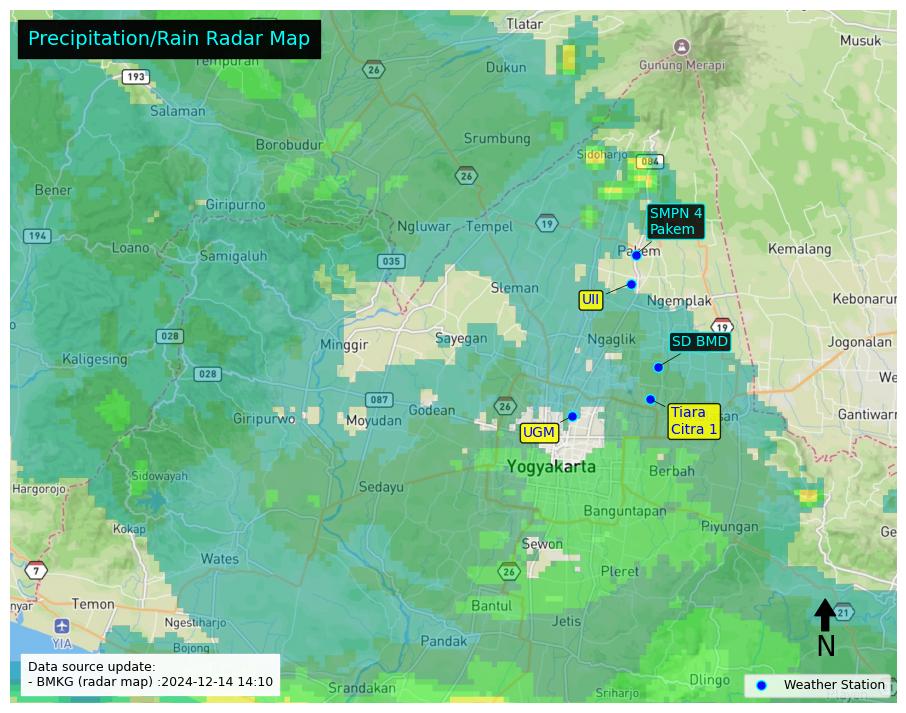 Precipitation/Rain Radar Map
Tlatar
Musuk
26
Gunung Merapi
Tempuran
Dukun
193
Salaman
Borobudur
Srumbung
Sidoharjo
084
26
Bener
Giripurno
SMPN 4
Pakem
194
Ngluwar
Tempel
19
Loano
Samigaluh
035
Pakem
Kemalang
Sleman
UII
Ngemplak
Kebonarum
028
Minggir
Sayegan
Ngaglik
19
SD BMD
Jogonalan
Kaligesing
028
087
Godean
26
Tiara
Citra 1
Gantiwarno
Giripurwo
Moyudan
UGM
Yogyakarta
Berbah
Hargorojo
Sidowayah
Sedayu
Banguntapan
Kokap
Piyungan
Wates
Sewon
7
26
Pleret
Temon
Bantul
21
Ngestiharjo
Jetis
YIA
Bojong
Pandak
N
Data source update:
- BMKG (radar map) :2024-12-14 14:10
Srandakan
Sriharjo
Dlingo
Weather Station